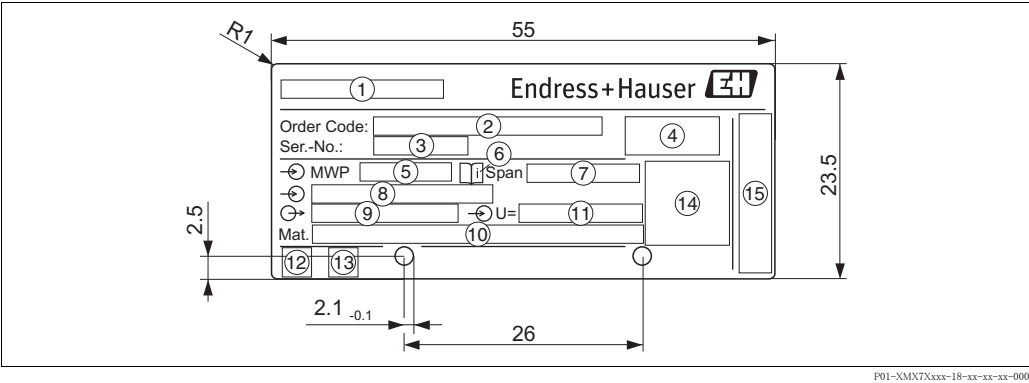 55
R1
1
Endress+Hauser EH
Order Code: 2
4
Ser.-No.: 3
6
MWP 5 i Span 7
15
23.5
8
14
9 U= 11
2.5
Mat. 10
12 13
2.1 -0.1
26
P01-XMX7Xxxx-18-xx-xx-xx-000